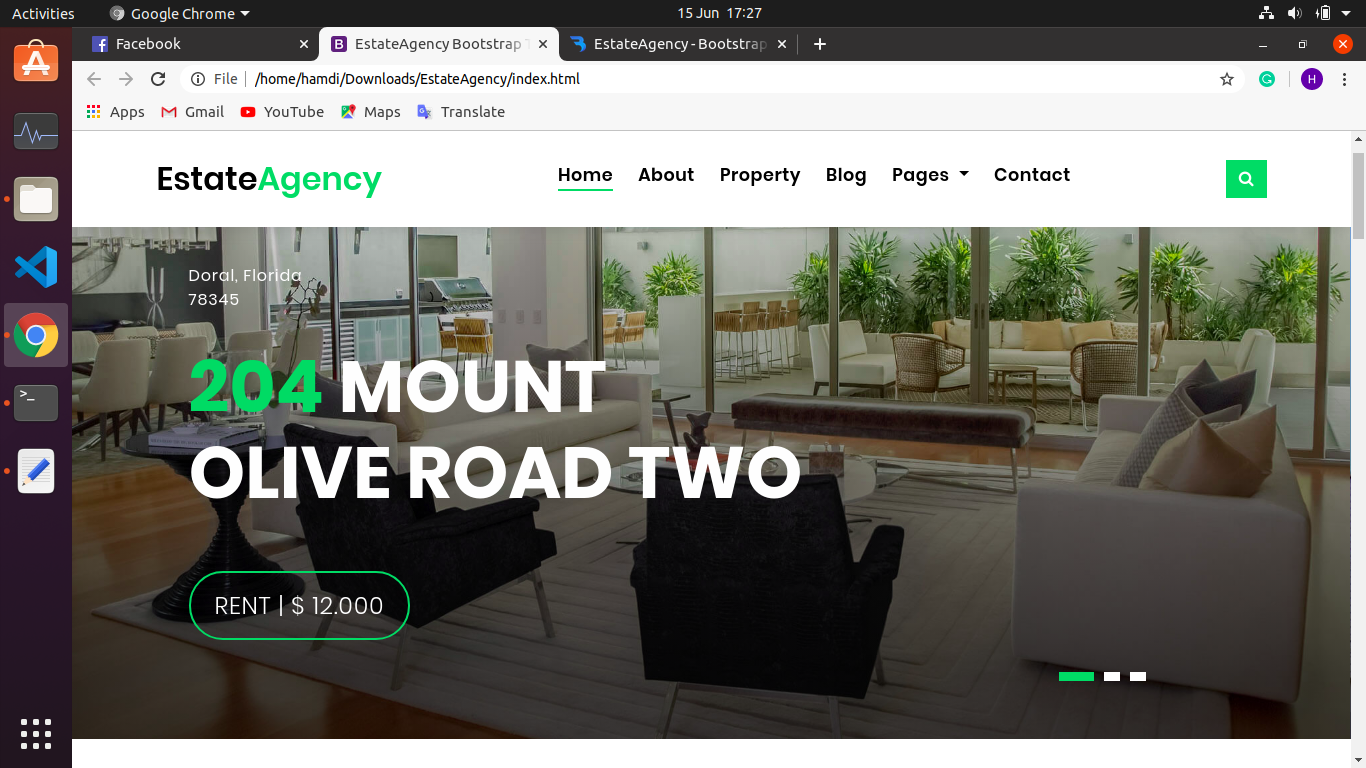 Activities
Google Chrome
15 Jun 17:27
Facebook
EstateAgency Bootstrap T
EstateAgency - Bootstrap
File
/home/hamdi/Downloads/EstateAgency/index.html
H
Apps
Gmail
YouTube
Maps
Translate
EstateAgency
Home
About
Property
Blog
Pages
Contact
Doral, Florida
78345
204 MOUNT
OLIVE ROAD TWO
RENT | $ 12.000